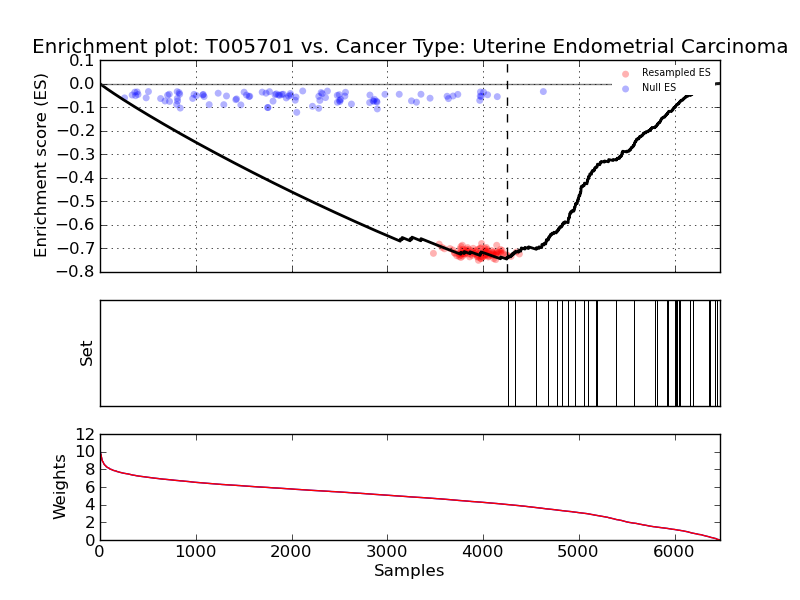 Enrichment plot: T005701 vs. Cancer Type: Uterine Endometrial Carcinoma
Enrichment score (ES)
0.1
0.0
−0.1
−0.2
−0.3
−0.4
−0.5
−0.6
−0.7
−0.8
Resampled ES
Null ES
Set
Weights
12
10
8
6
4
2
0
0 1000 2000 3000 4000 5000 6000
Samples